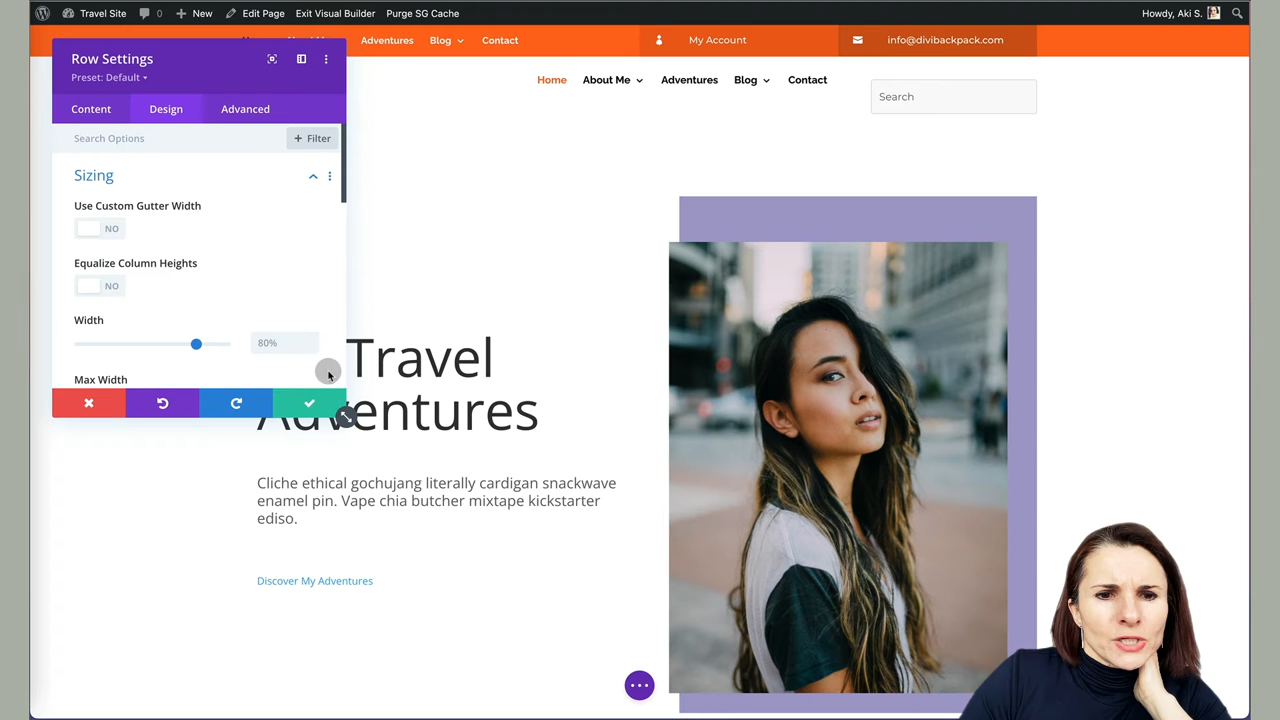 Travel Site
0
New
Edit Page
Exit Visual Builder
Purge SG Cache
Howdy, Aki S.
Adventures
Blog
Contact
My Account
info@divibackpack.com
Row Settings
Preset: Default
Content
Design
Advanced
Search Options
+ Filter
Sizing
Use Custom Gutter Width
NO
Equalize Column Heights
NO
Width
80%
Max Width
Home
About Me
Adventures
Blog
Contact
Search
Travel
Adventures
Cliche ethical gochujang literally cardigan snackwave
enamel pin. Vape chia butcher mixtape kickstarter
ediso.
Discover My Adventures